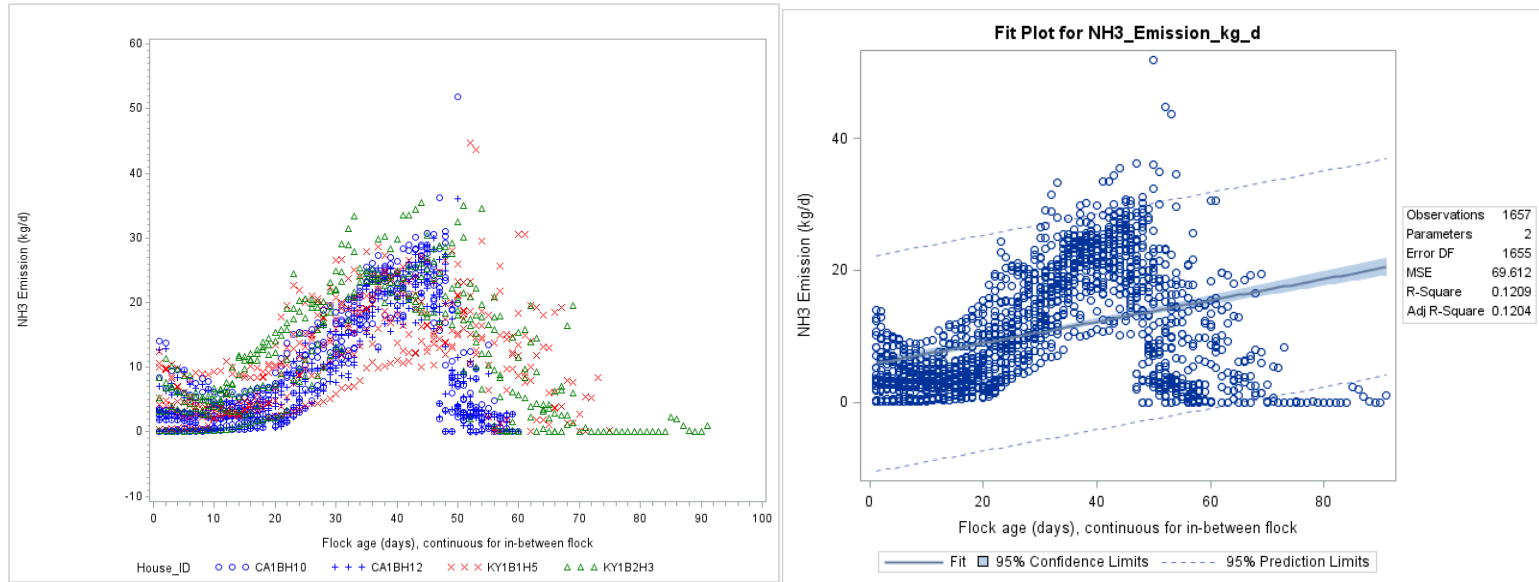 60
50
40
30
20
10
0
-10
NH3 Emission (kg/d)
0 10 20 30 40 50 60 70 80 90 100
Flock age (days), continuous for in-between flock
House_ID CA1BH10 CA1BH12 KY1B1H5 KY1B2H3
Fit Plot for NH3_Emission_kg_d
40
20
0
NH3 Emission (kg/d)
0 20 40 60 80
Flock age (days), continuous for in-between flock
Fit 95% Confidence Limits 95% Prediction Limits
Observations 1657
Parameters 2
Error DF 1655
MSE 69.612
R-Square 0.1209
Adj R-Square 0.1204